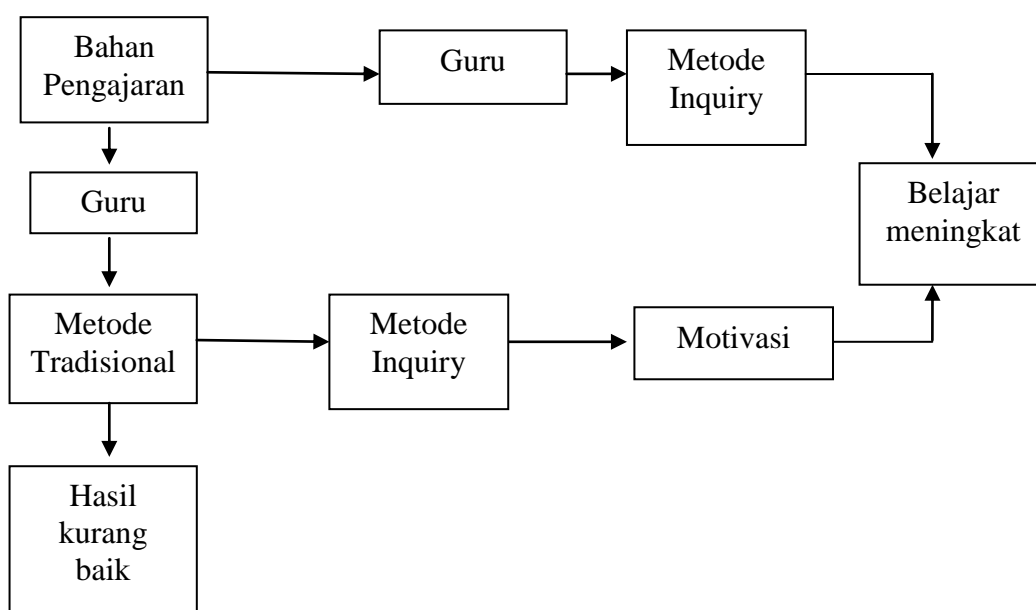 Bahan
Pengajaran
Guru
Metode
Inquiry
Guru
Belajar
meningkat
Metode
Tradisional
Metode
Inquiry
Motivasi
Hasil
kurang
baik